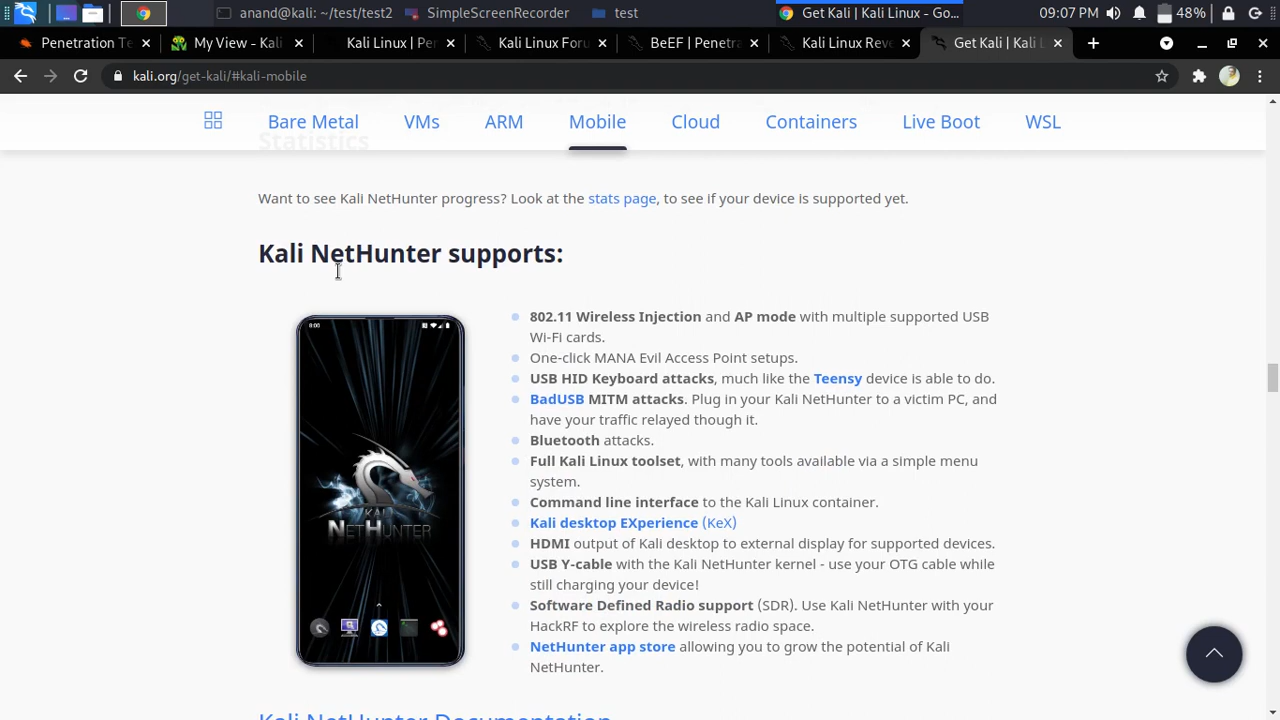 anand@kali: ~/test/test2
SimpleScreenRecorder
test
Get Kali | Kali Linux - Go...
09:07 PM
48%
Penetration Te
My View - Kali
Kali Linux | Pen
Kali Linux Foru
BeEF | Penetra
Kali Linux Reve
Get Kali | Kali L
kali.org/get-kali/#kali-mobile
Bare Metal
VMs
ARM
Mobile
Cloud
Containers
Live Boot
WSL
Statistics
Want to see Kali NetHunter progress? Look at the stats page, to see if your device is supported yet.
Kali NetHunter supports:
8:00
KALI
NETHUNTER
802.11 Wireless Injection and AP mode with multiple supported USB
Wi-Fi cards.
One-click MANA Evil Access Point setups.
USB HID Keyboard attacks, much like the Teensy device is able to do.
BadUSB MITM attacks. Plug in your Kali NetHunter to a victim PC, and
have your traffic relayed though it.
Bluetooth attacks.
Full Kali Linux toolset, with many tools available via a simple menu
system.
Command line interface to the Kali Linux container.
Kali desktop EXperience (KeX)
HDMI output of Kali desktop to external display for supported devices.
USB Y-cable with the Kali NetHunter kernel - use your OTG cable while
still charging your device!
Software Defined Radio support (SDR). Use Kali NetHunter with your
HackRF to explore the wireless radio space.
NetHunter app store allowing you to grow the potential of Kali
NetHunter.
Kali NetHunter Documentation